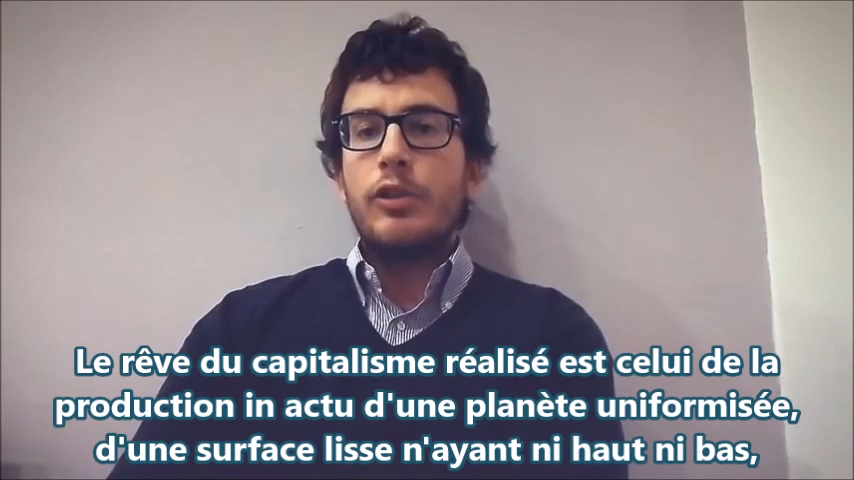 Le rêve du capitalisme réalisé est celui de la
production in actu d'une planète uniformisée,
d'une surface lisse n'ayant ni haut ni bas,